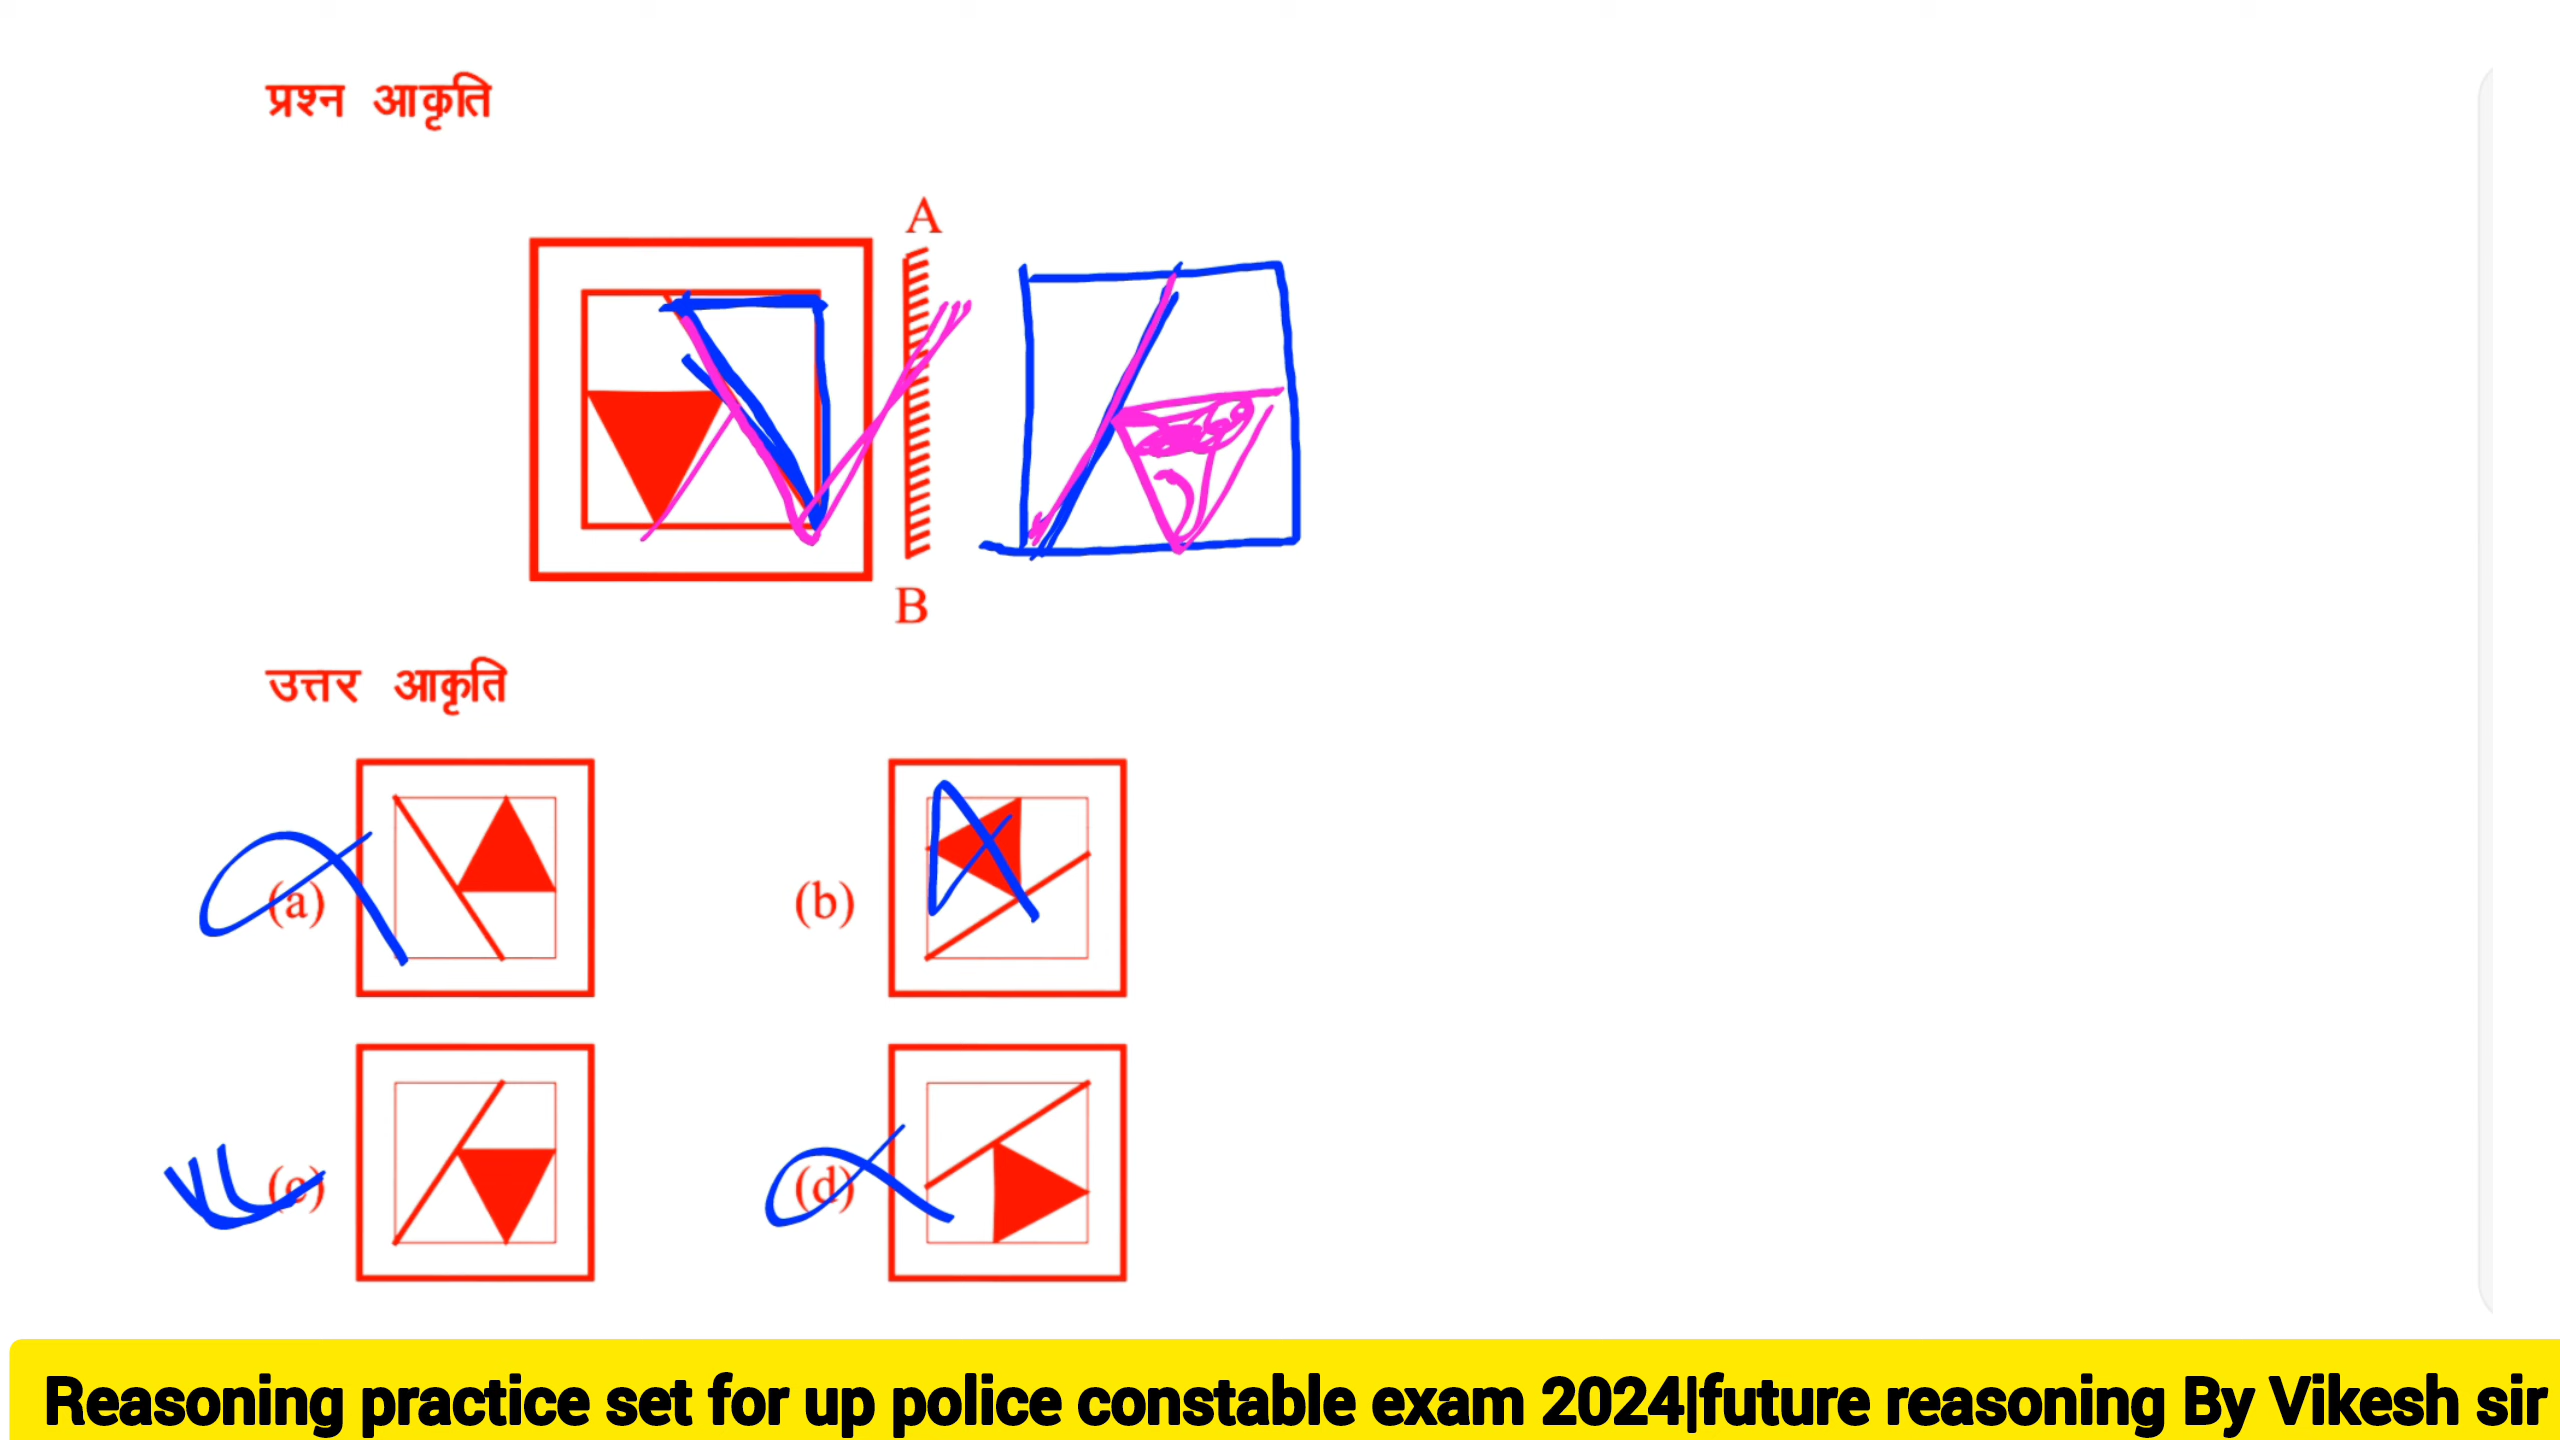 प्रश्न आकृति
A
B
उत्तर आकृति
(a)
(b)
(c)
(d)
Reasoning practice set for up police constable exam 2024|future reasoning By Vikesh sir